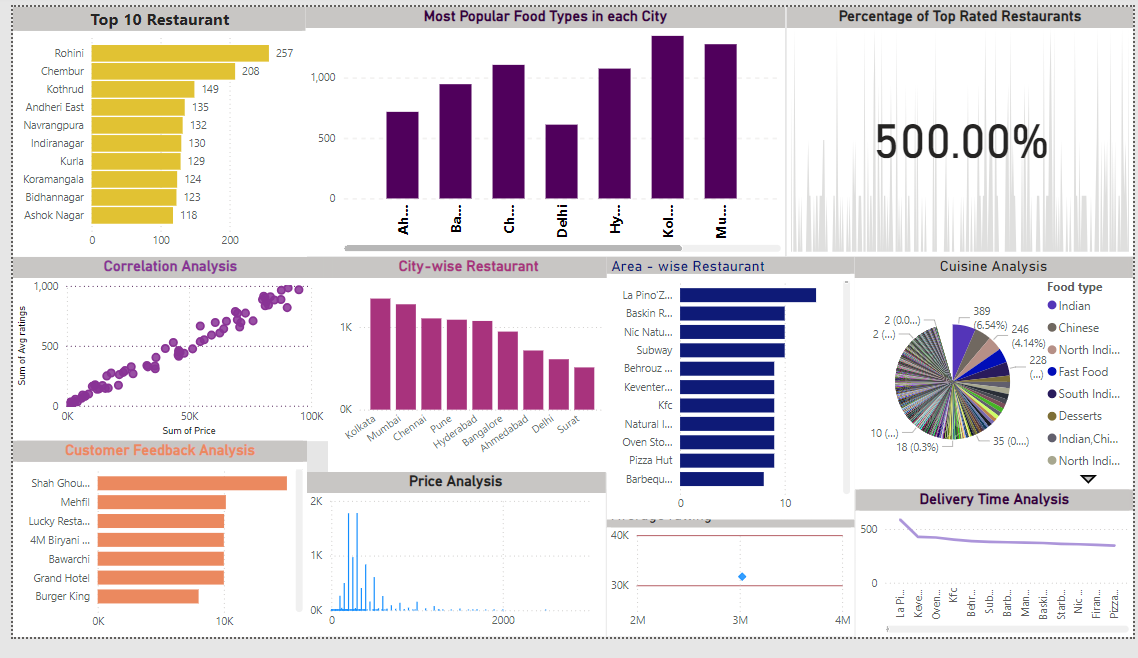 Top 10 Restaurant
Rohini 257
Chembur 208
Kothrud 149
Andheri East 135
Navrangpura 132
Indiranagar 130
Kurla 129
Koramangala 124
Bidhannagar 123
Ashok Nagar 118
0 100 200
Most Popular Food Types in each City
1,000
500
0
Ah... Ba... Ch... Delhi Hy... Kol... Mu...
Percentage of Top Rated Restaurants
500.00%
Correlation Analysis
Sum of Avg ratings
1,000
500
0
0K 50K 100K
Sum of Price
City-wise Restaurant
1K
0K
Kolkata Mumbai Chennai Pune Hyderabad Bangalore Ahmedabad Delhi Surat
Area - wise Restaurant
La Pino'Z...
Baskin R...
Nic Natu...
Subway
Behrouz ...
Keventer...
Kfc
Natural I...
Oven Sto...
Pizza Hut
Barbequ...
0 10
Cuisine Analysis
389
(6.54%)
246
(4.14%)
228
(...)
35 (0....)
18 (0.3%)
10 (...)
2 (...)
2 (0.0...)
Food type
Indian
Chinese
North Indi...
Fast Food
South Indi...
Desserts
Indian,Chi...
North Indi...
Customer Feedback Analysis
Shah Ghou...
Mehfil
Lucky Resta...
4M Biryani ...
Bawarchi
Grand Hotel
Burger King
0K 10K
Price Analysis
2K
1K
0K
0 2000
40K
30K
2M 3M 4M
Delivery Time Analysis
500
0
La Pi... Keve... Oven... Kfc Behr... Sub... Barb... Man... Baski... Starb... Nic ... Firan... Pizza...